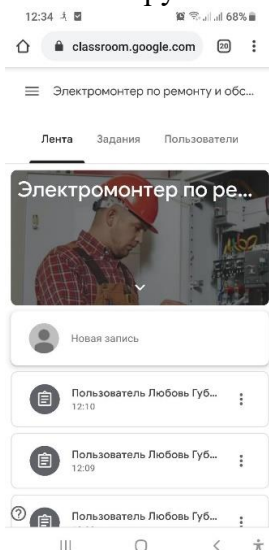 12:34
68%
classroom.google.com
20
Электромонтер по ремонту и обс...
Лента Задания Пользователи
Электромонтер по ре...
Новая запись
Пользователь Любовь Губ...
12:10
Пользователь Любовь Губ...
12:09
Пользователь Любовь Губ...